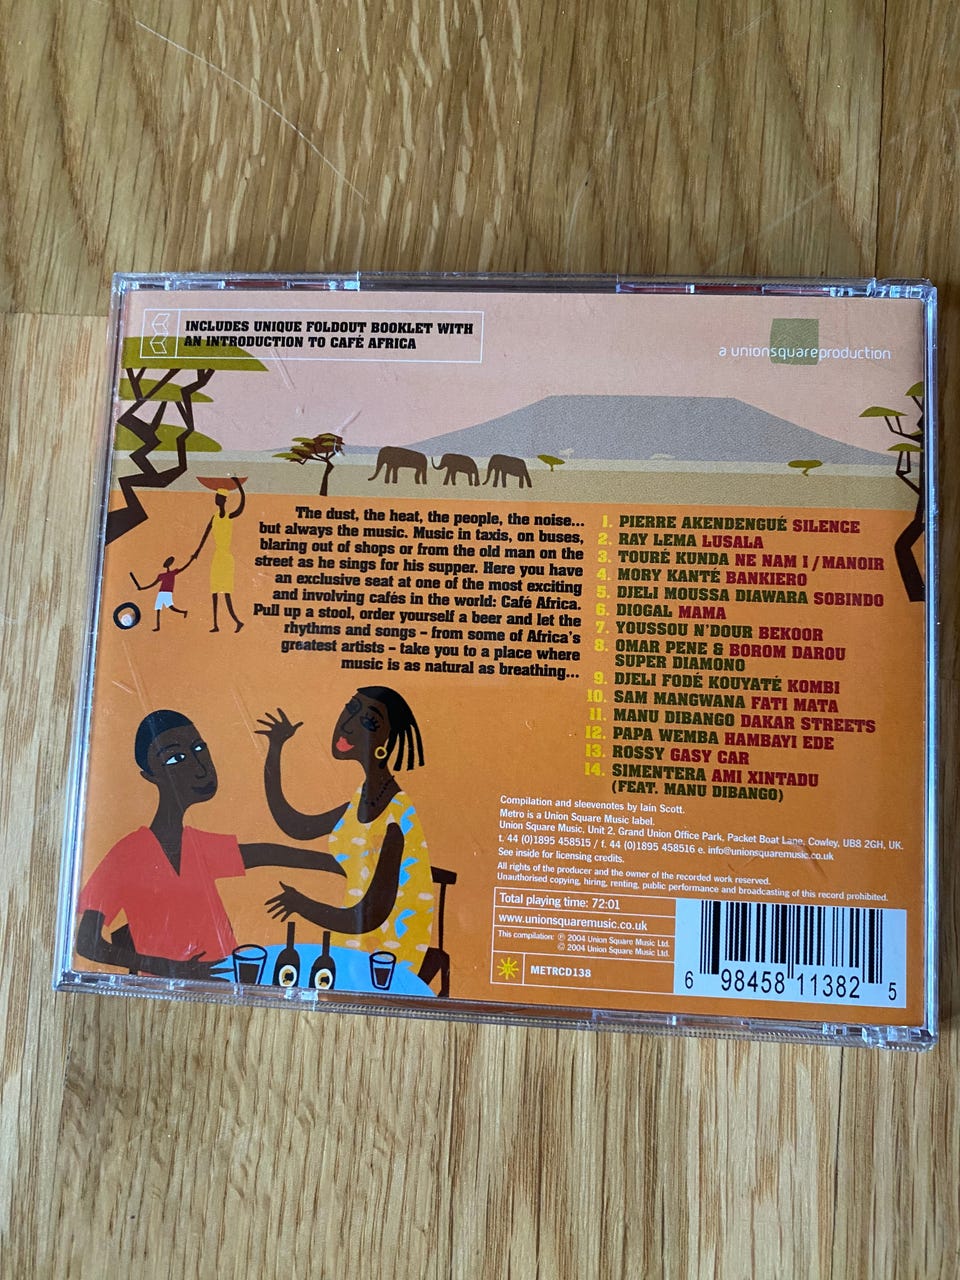 INCLUDES UNIQUE FOLDOUT BOOKLET WITH
AN INTRODUCTION TO CAFÉ AFRICA
a unionsquareproduction
The dust, the heat, the people, the noise...
but always the music. Music in taxis, on buses,
blaring out of shops or from the old man on the
street as he sings for his supper. Here you have
an exclusive seat at one of the most exciting
and involving cafés in the world: Café Africa.
Pull up a stool, order yourself a beer and let the
rhythms and songs – from some of Africa's
greatest artists – take you to a place where
music is as natural as breathing...
1. PIERRE AKENDENGUÉ SILENCE
2. RAY LEMA LUSALA
3. TOURÉ KUNDA NE NAM I / MANOIR
4. MORY KANTÉ BANKIERO
5. DJELI MOUSSA DIAWARA SOBINDO
6. DIOGAL MAMA
7. YOUSSOU N'DOUR BEKOOR
8. OMAR PENE & BOROM DAROU
SUPER DIAMONO
9. DJELI FODÉ KOUYATÉ KOMBI
10. SAM MANGWANA FATI MATA
11. MANU DIBANGO DAKAR STREETS
12. PAPA WEMBA HAMBAYI EDE
13. ROSSY GASY CAR
14. SIMENTERA AMI XINTADU
(FEAT. MANU DIBANGO)
Compilation and sleevenotes by Iain Scott.
Metro is a Union Square Music label.
Union Square Music, Unit 2, Grand Union Office Park, Packet Boat Lane, Cowley. UB8 2GH, UK.
t. 44 (0)1895 458515 / f. 44 (0)1895 458516 e. info@unionsquaremusic.co.uk
See inside for licensing credits.
All rights of the producer and the owner of the recorded work reserved.
Unauthorised copying, hiring, renting, public performance and broadcasting of this record prohibited.
Total playing time: 72:01
www.unionsquaremusic.co.uk
This compilation: ℗ 2004 Union Square Music Ltd.
© 2004 Union Square Music Ltd.
METRCD138
6 98458 11382 5